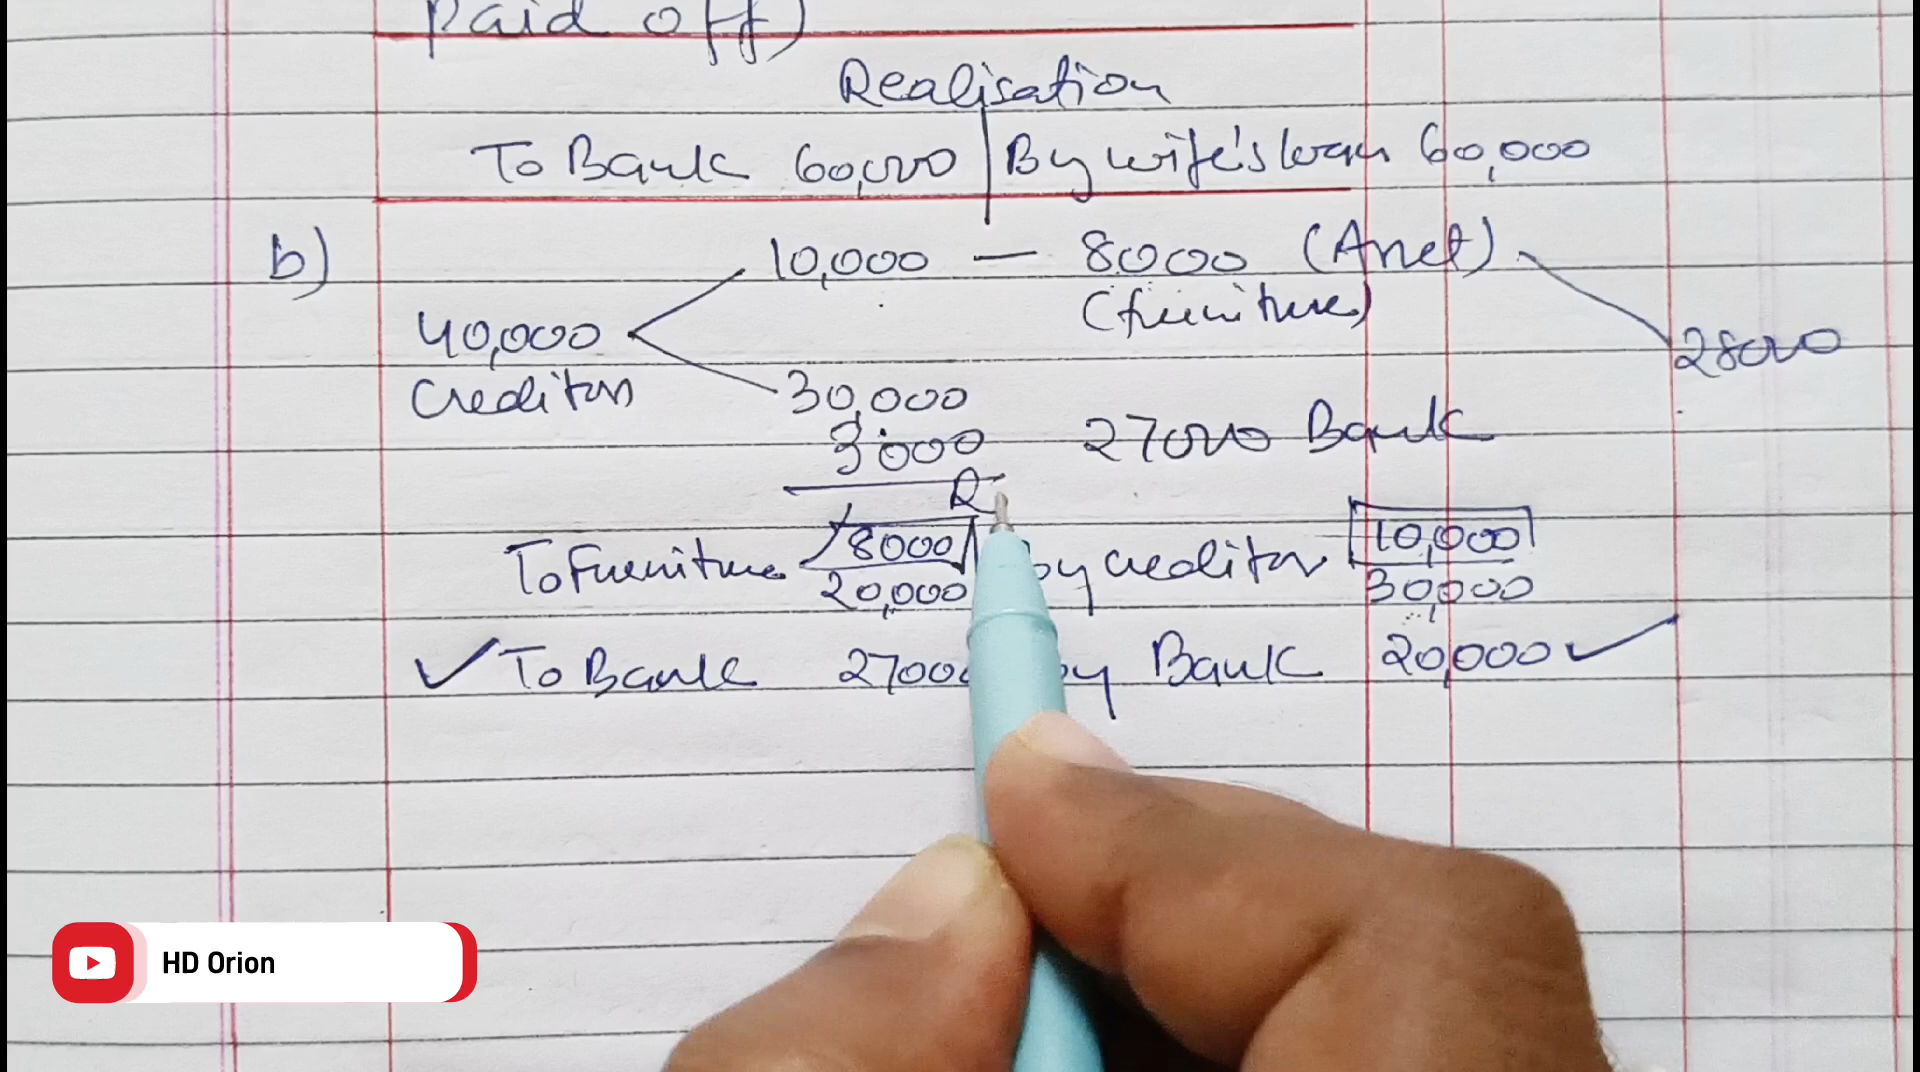 Paid off)
Realisation
To Bank 60,000 By wife's loan 60,000
b) 10,000 — 8000 (Asset)
(furniture)
40,000 28000
Creditors 30,000
3000 27000 Bank
R
To Furniture 8000 by creditor 10,000
20,000 30,000
To Bank 2700 by Bank 20,000
HD Orion